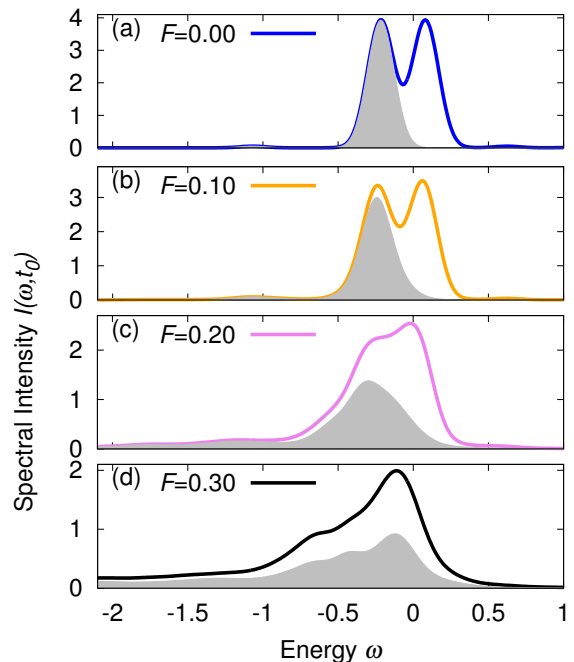 (a) F=0.00
4
3
2
1
0
(b) F=0.10
3
2
1
0
(c) F=0.20
2
1
0
(d) F=0.30
2
1
0
-2 -1.5 -1 -0.5 0 0.5 1
Energy ω
Spectral Intensity I(ω,t0)